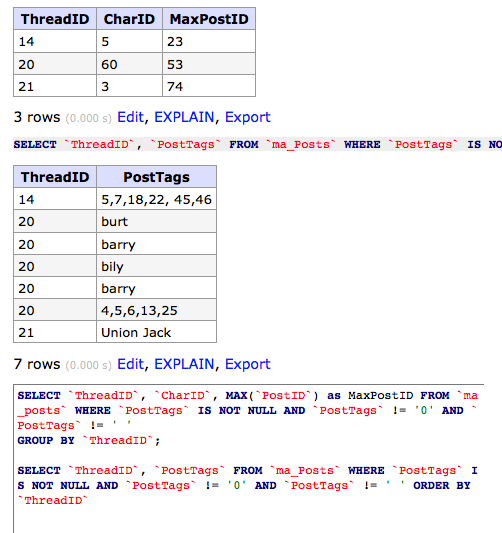 ThreadID CharID MaxPostID
14 5 23
20 60 53
21 3 74
3 rows (0.000 s) Edit, EXPLAIN, Export
SELECT `ThreadID`, `PostTags` FROM `ma_Posts` WHERE `PostTags` IS NO
ThreadID PostTags
14 5,7,18,22, 45,46
20 burt
20 barry
20 bily
20 barry
20 4,5,6,13,25
21 Union Jack
7 rows (0.000 s) Edit, EXPLAIN, Export
SELECT `ThreadID`, `CharID`, MAX(`PostID`) as MaxPostID FROM `ma
_posts` WHERE `PostTags` IS NOT NULL AND `PostTags` != '0' AND `
PostTags` != ' '
GROUP BY `ThreadID`;
SELECT `ThreadID`, `PostTags` FROM `ma_Posts` WHERE `PostTags` I
S NOT NULL AND `PostTags` != '0' AND `PostTags` != ' ' ORDER BY
`ThreadID`